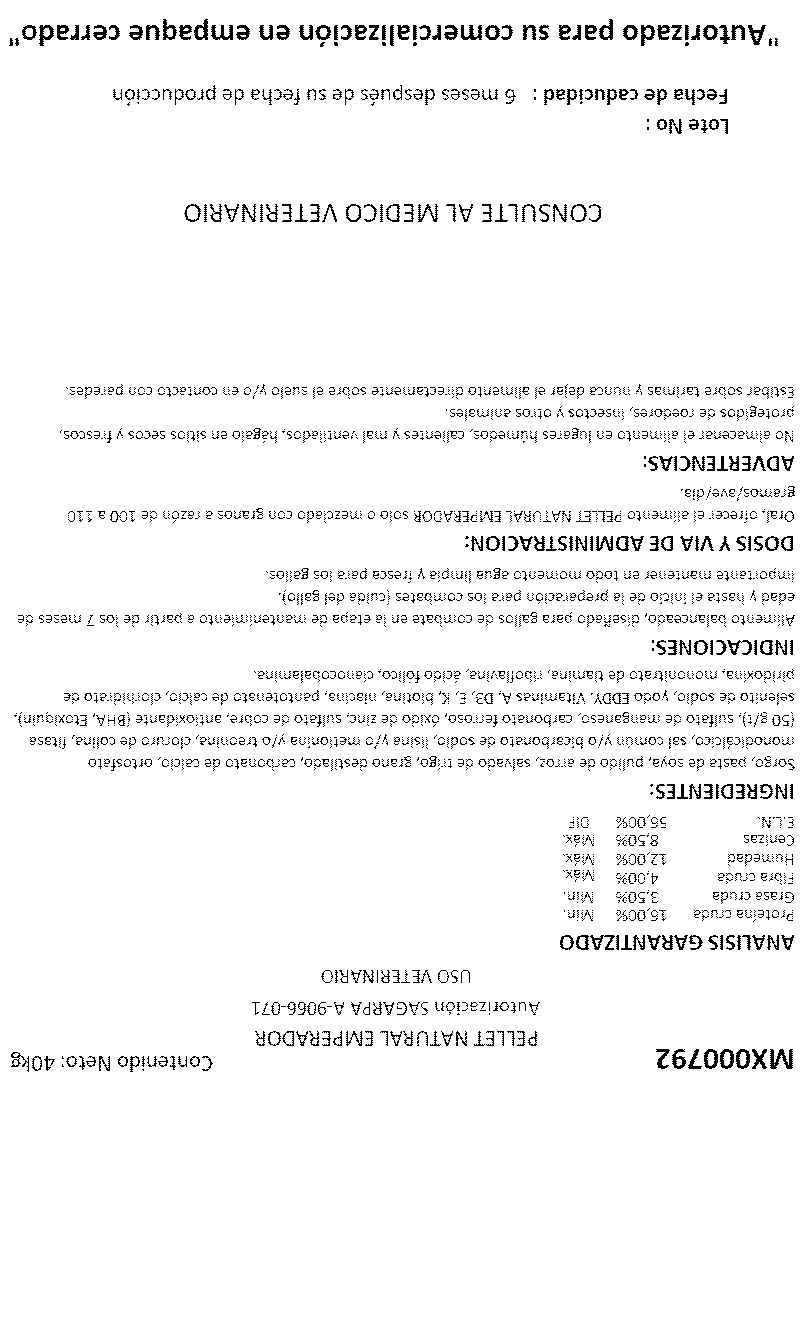 MX000792
PELLET NATURAL EMPERADOR
Contenido Neto: 40kg
Autorización SAGARPA A-9066-071
USO VETERINARIO
ANALISIS GARANTIZADO
Proteína cruda 16,00% Min.
Grasa cruda 3,50% Min.
Fibra cruda 4,00% Máx.
Humedad 12,00% Máx.
Cenizas 8,50% Máx.
E.L.N. 56,00% DIF
INGREDIENTES:
Sorgo, pasta de soya, pulido de arroz, salvado de trigo, grano destilado, carbonato de calcio, ortosfato
monodicálcico, sal común y/o bicarbonato de sodio, lisina y/o metionina y/o treonina, cloruro de colina, fitasa
(50 g/t), sulfato de manganeso, carbonato ferroso, óxido de zinc, sulfato de cobre, antioxidante (BHA, Etoxiquin),
selenito de sodio, yodo EDDY. Vitaminas A, D3, E, K, biotina, niacina, pantotenato de calcio, clorhidrato de
piridoxina, mononitrato de tiamina, riboflavina, ácido fólico, cianocobalamina.
INDICACIONES:
Alimento balanceado, diseñado para gallos de combate en la etapa de mantenimiento a partir de los 7 meses de
edad y hasta el inicio de la preparación para los combates (cuida del gallo).
Importante mantener en todo momento agua limpia y fresca para los gallos.
DOSIS Y VIA DE ADMINISTRACION:
Oral, ofrecer el alimento PELLET NATURAL EMPERADOR solo o mezclado con granos a razón de 100 a 110
gramos/ave/día.
ADVERTENCIAS:
No almacenar el alimento en lugares húmedos, calientes y mal ventilados, hágalo en sitios secos y frescos,
protegidos de roedores, insectos y otros animales.
Estibar sobre tarimas y nunca dejar el alimento directamente sobre el suelo y/o en contacto con paredes.
CONSULTE AL MEDICO VETERINARIO
Lote No :
Fecha de caducidad : 6 meses después de su fecha de producción
"Autorizado para su comercialización en empaque cerrado"